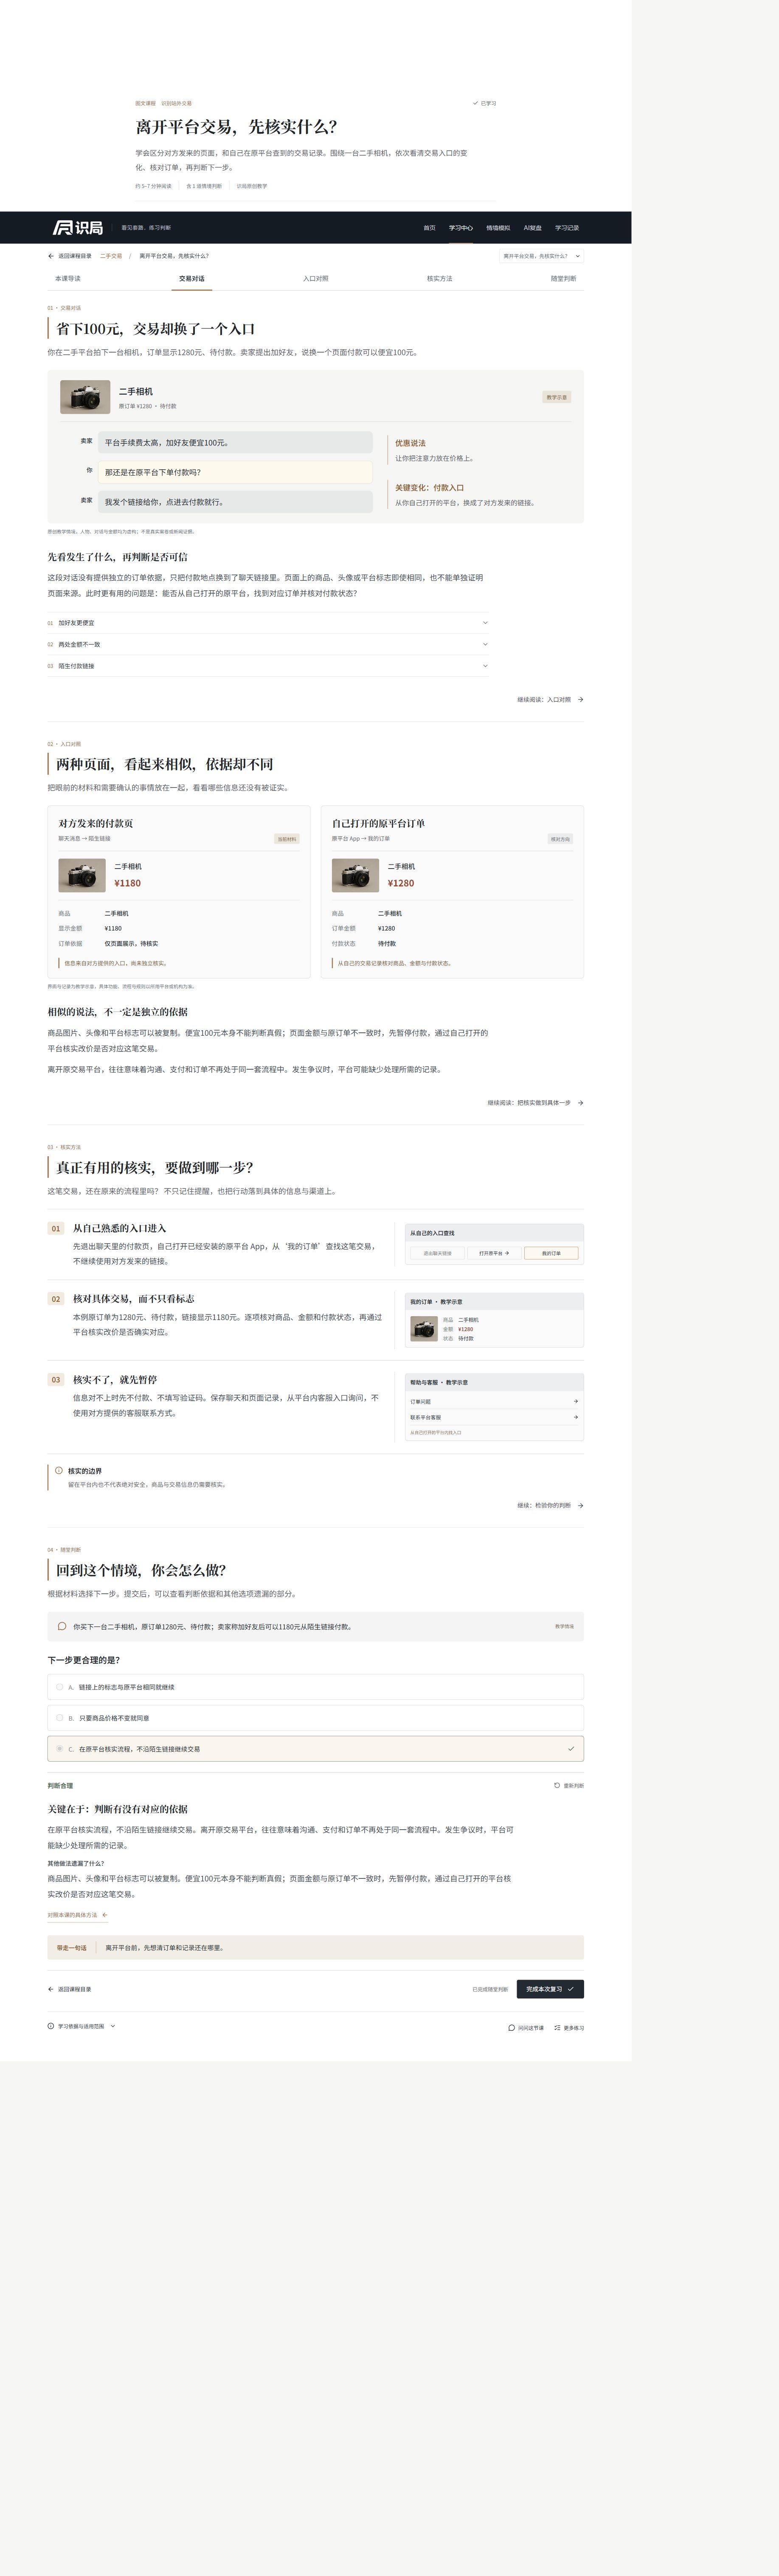 图文课程 识别站外交易
已学习
离开平台交易，先核实什么？
学会区分对方发来的页面，和自己在原平台查到的交易记录。围绕一台二手相机，依次看清交易入口的变
化、核对订单，再判断下一步。
约 5–7 分钟阅读 含 1 道情境判断 识局原创教学
识局 看见套路，练习判断 首页 学习中心 情境模拟 AI复盘 学习记录
返回课程目录 二手交易 / 离开平台交易，先核实什么？ 离开平台交易，先核实什么？
本课导读 交易对话 入口对照 核实方法 随堂判断
01 · 交易对话
省下100元，交易却换了一个入口
你在二手平台拍下一台相机，订单显示1280元、待付款。卖家提出加好友，说换一个页面付款可以便宜100元。
二手相机
原订单 ¥1280 · 待付款
教学示意
卖家 平台手续费太高，加好友便宜100元。
你 那还是在原平台下单付款吗？
卖家 我发个链接给你，点进去付款就行。
优惠说法
让你把注意力放在价格上。
关键变化：付款入口
从你自己打开的平台，换成了对方发来的链接。
原创教学情境。人物、对话与金额均为虚构；不是真实案卷或新闻证据。
先看发生了什么，再判断是否可信
这段对话没有提供独立的订单依据，只把付款地点换到了聊天链接里。页面上的商品、头像或平台标志即使相同，也不能单独证明
页面来源。此时更有用的问题是：能否从自己打开的原平台，找到对应订单并核对付款状态？
01 加好友更便宜
02 两处金额不一致
03 陌生付款链接
继续阅读：入口对照
02 · 入口对照
两种页面，看起来相似，依据却不同
把眼前的材料和需要确认的事情放在一起，看看哪些信息还没有被证实。
对方发来的付款页
聊天消息 → 陌生链接
当前材料
二手相机
¥1180
商品 二手相机
显示金额 ¥1180
订单依据 仅页面展示，待核实
信息来自对方提供的入口，尚未独立核实。
自己打开的原平台订单
原平台 App → 我的订单
核对方向
二手相机
¥1280
商品 二手相机
订单金额 ¥1280
付款状态 待付款
从自己的交易记录核对商品、金额与付款状态。
界面与记录为教学示意，具体功能、流程与规则以所用平台或机构为准。
相似的说法，不一定是独立的依据
商品图片、头像和平台标志可以被复制。便宜100元本身不能判断真假；页面金额与原订单不一致时，先暂停付款，通过自己打开的
平台核实改价是否对应这笔交易。
离开原交易平台，往往意味着沟通、支付和订单不再处于同一套流程中。发生争议时，平台可能缺少处理所需的记录。
继续阅读：把核实做到具体一步
03 · 核实方法
真正有用的核实，要做到哪一步？
这笔交易，还在原来的流程里吗？ 不只记住提醒，也把行动落到具体的信息与渠道上。
01 从自己熟悉的入口进入
先退出聊天里的付款页，自己打开已经安装的原平台 App，从‘我的订单’查找这笔交易，
不继续使用对方发来的链接。
从自己的入口查找
退出聊天链接 打开原平台 → 我的订单
02 核对具体交易，而不只看标志
本例原订单为1280元、待付款，链接显示1180元。逐项核对商品、金额和付款状态，再通过
平台核实改价是否确实对应。
我的订单 · 教学示意
商品 二手相机
金额 ¥1280
状态 待付款
03 核实不了，就先暂停
信息对不上时先不付款、不填写验证码。保存聊天和页面记录，从平台内客服入口询问，不
使用对方提供的客服联系方式。
帮助与客服 · 教学示意
订单问题
联系平台客服
从自己打开的平台内找入口
核实的边界
留在平台内也不代表绝对安全，商品与交易信息仍需要核实。
继续：检验你的判断
04 · 随堂判断
回到这个情境，你会怎么做？
根据材料选择下一步。提交后，可以查看判断依据和其他选项遗漏的部分。
你买下一台二手相机，原订单1280元、待付款；卖家称加好友后可以1180元从陌生链接付款。 教学情境
下一步更合理的是？
A. 链接上的标志与原平台相同就继续
B. 只要商品价格不变就同意
C. 在原平台核实流程，不沿陌生链接继续交易
判断合理 重新判断
关键在于：判断有没有对应的依据
在原平台核实流程，不沿陌生链接继续交易。离开原交易平台，往往意味着沟通、支付和订单不再处于同一套流程中。发生争议时，平台可
能缺少处理所需的记录。
其他做法遗漏了什么？
商品图片、头像和平台标志可以被复制。便宜100元本身不能判断真假；页面金额与原订单不一致时，先暂停付款，通过自己打开的平台核
实改价是否对应这笔交易。
对照本课的具体方法
带走一句话 离开平台前，先想清订单和记录还在哪里。
返回课程目录 已完成随堂判断 完成本次复习
学习依据与适用范围 问问这节课 更多练习